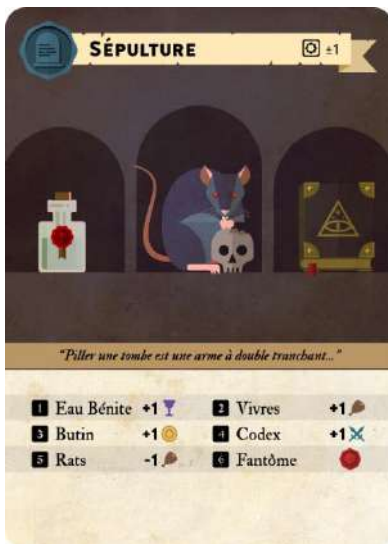 SÉPULTURE ±1
"Piller une tombe est une arme à double tranchant..."
1 Eau Bénite +1 2 Vivres +1
3 Butin +1 4 Codex +1
5 Rats -1 6 Fantôme